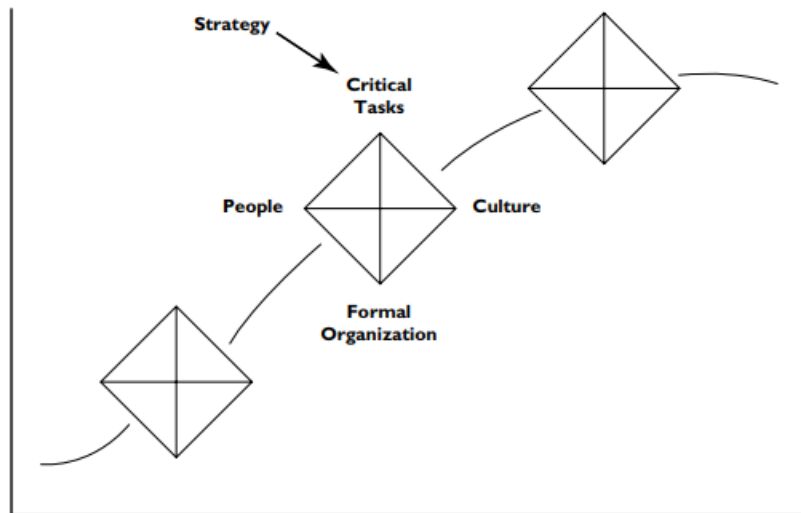 Strategy
Critical
Tasks
People
Culture
Formal
Organization